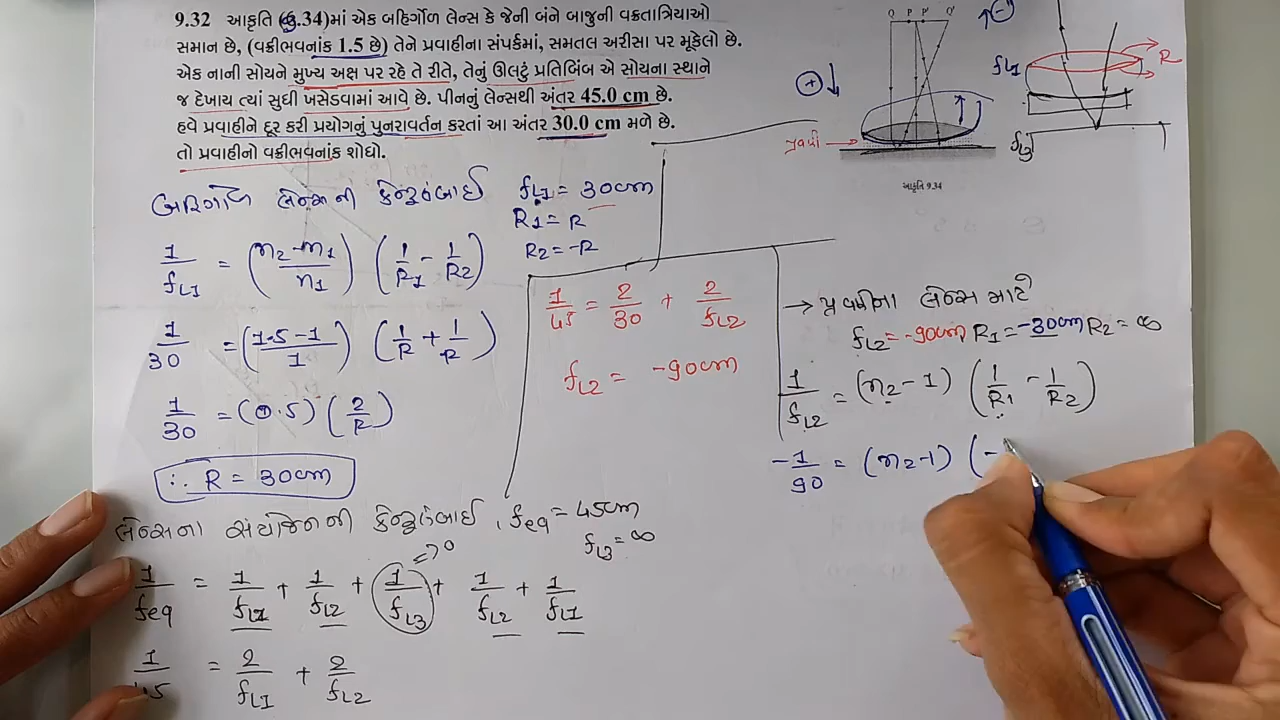 9.32 આકૃતિ (9.34)માં એક બહિર્ગોળ લેન્સ કે જેની બંને બાજુની વક્રતાત્રિજ્યાઓ
સમાન છે, (વક્રીભવનાંક 1.5 છે) તેને પ્રવાહીના સંપર્કમાં, સમતલ અરીસા પર મૂકેલો છે.
એક નાની સોયને મુખ્ય અક્ષ પર રહે તે રીતે, તેનું ઊલટું પ્રતિબિંબ એ સોયના સ્થાને
જ દેખાય ત્યાં સુધી ખસેડવામાં આવે છે. પીનનું લેન્સથી અંતર 45.0 cm છે.
હવે પ્રવાહીને દૂર કરી પ્રયોગનું પુનરાવર્તન કરતાં આ અંતર 30.0 cm મળે છે.
તો પ્રવાહીનો વક્રીભવનાંક શોધો.
Q P P' Q'
પ્રવાહી
આકૃતિ 9.34
(+) ↓
↑ (-)
fL1
R
fL3
બહિર્ગોળ લેન્સની કેન્દ્રલંબાઈ fL1 = 30cm
R1 = R
R2 = -R
1/fL1 = (n2-n1/n1) (1/R1 - 1/R2)
1/30 = (1.5-1/1) (1/R + 1/R)
1/30 = (0.5) (2/R)
∴ R = 30cm
લેન્સના સંયોજનની કેન્દ્રલંબાઈ, feq = 45cm
fL3 = ∞
1/feq = 1/fL1 + 1/fL2 + 1/fL3 + 1/fL2 + 1/fL1
=> 0
1/45 = 2/fL1 + 2/fL2
1/45 = 2/30 + 2/fL2
fL2 = -90cm
→ પ્રવાહીના લેન્સ માટે
fL2 = -90cm R1 = -30cm R2 = ∞
1/fL2 = (n2-1) (1/R1 - 1/R2)
-1/90 = (n2-1) (-